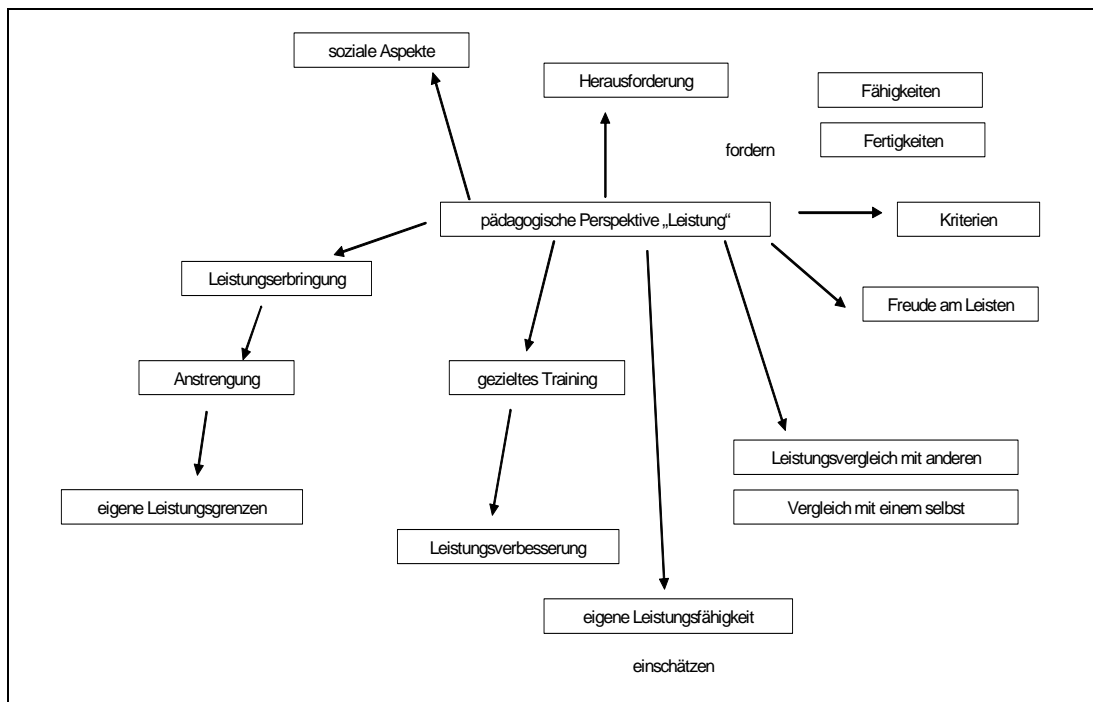 soziale Aspekte
Herausforderung
Fähigkeiten
Fertigkeiten
fordern
pädagogische Perspektive „Leistung“
Kriterien
Leistungserbringung
Freude am Leisten
Anstrengung
gezieltes Training
Leistungsvergleich mit anderen
eigene Leistungsgrenzen
Vergleich mit einem selbst
Leistungsverbesserung
eigene Leistungsfähigkeit
einschätzen